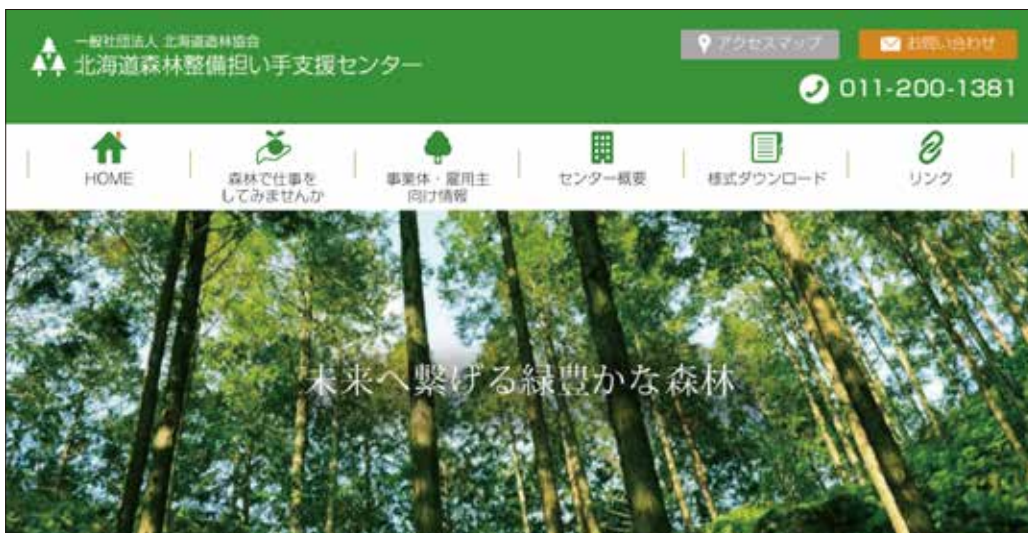 一般社団法人 北海道造林協会
北海道森林整備担い手支援センター
アクセスマップ
お問い合わせ
011-200-1381
HOME
森林で仕事を
してみませんか
事業体・雇用主
向け情報
センター概要
様式ダウンロード
リンク
未来へ繋げる緑豊かな森林